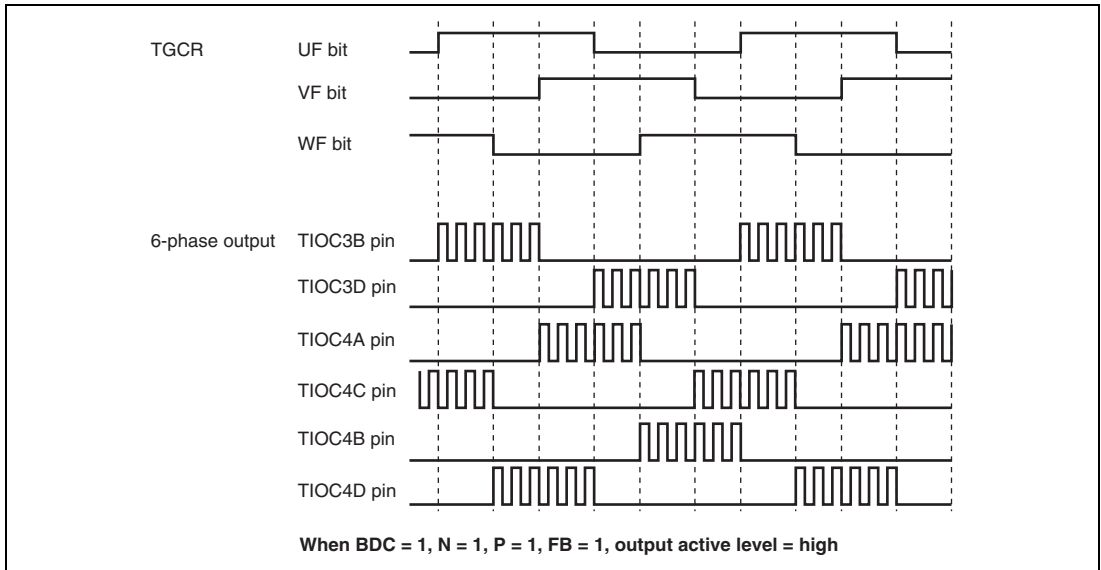 TGCR UF bit
VF bit
WF bit
6-phase output TIOC3B pin
TIOC3D pin
TIOC4A pin
TIOC4C pin
TIOC4B pin
TIOC4D pin
When BDC = 1, N = 1, P = 1, FB = 1, output active level = high